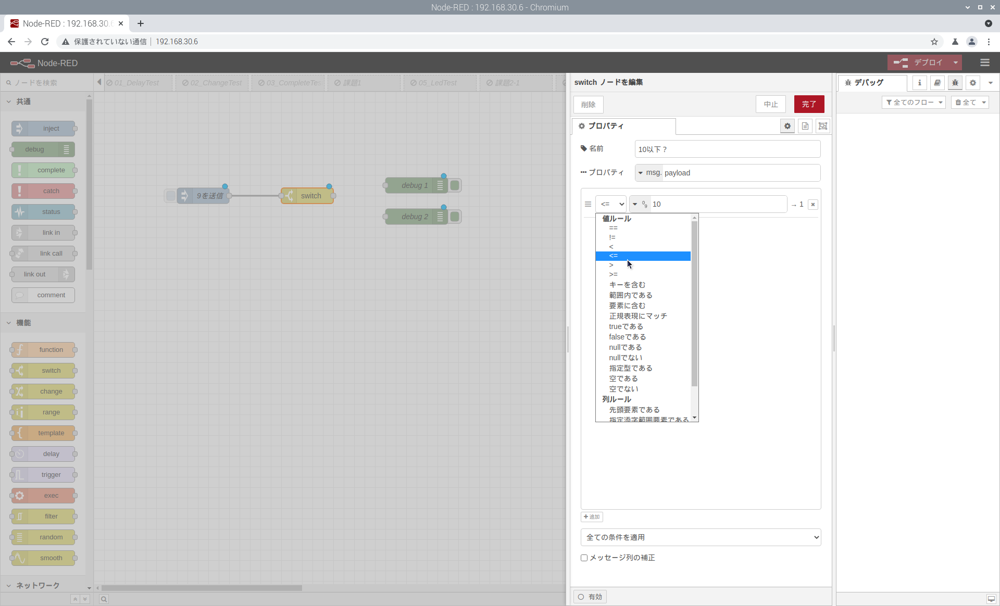 Node-RED : 192.168.30.6 - Chromium
Node-RED : 192.168.30.6
保護されていない通信 192.168.30.6
Node-RED
デプロイ
ノードを検索
01_DelayTest
02_ChangeTest
03_CompleteTes
課題1
05_LedTest
課題2-1
共通
inject
debug
complete
catch
status
link in
link call
link out
comment
機能
function
switch
change
range
template
delay
trigger
exec
filter
random
smooth
ネットワーク
9を送信
switch
debug 1
debug 2
switch ノードを編集
削除
中止
完了
プロパティ
名前
10以下？
プロパティ
msg. payload
<=
10
→ 1
値ルール
==
!=
<
<=
>
>=
キーを含む
範囲内である
要素に含む
正規表現にマッチ
trueである
falseである
nullである
nullでない
指定型である
空である
空でない
列ルール
先頭要素である
指定添字範囲要素である
追加
全ての条件を適用
メッセージ列の補正
有効
デバッグ
全てのフロー
全て